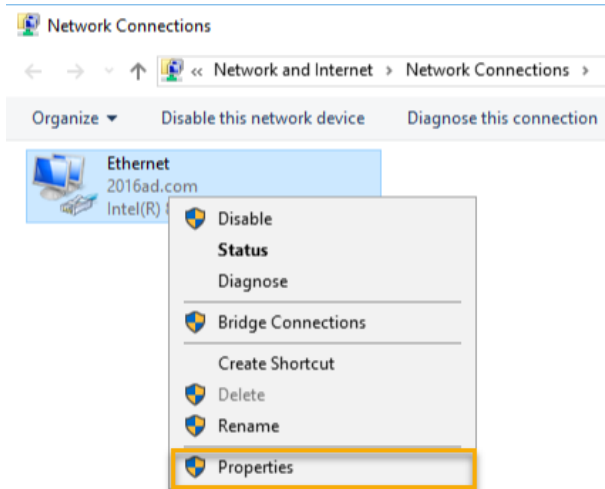 Network Connections
« Network and Internet > Network Connections >
Organize Disable this network device Diagnose this connection
Ethernet
2016ad.com
Intel(R)
Disable
Status
Diagnose
Bridge Connections
Create Shortcut
Delete
Rename
Properties